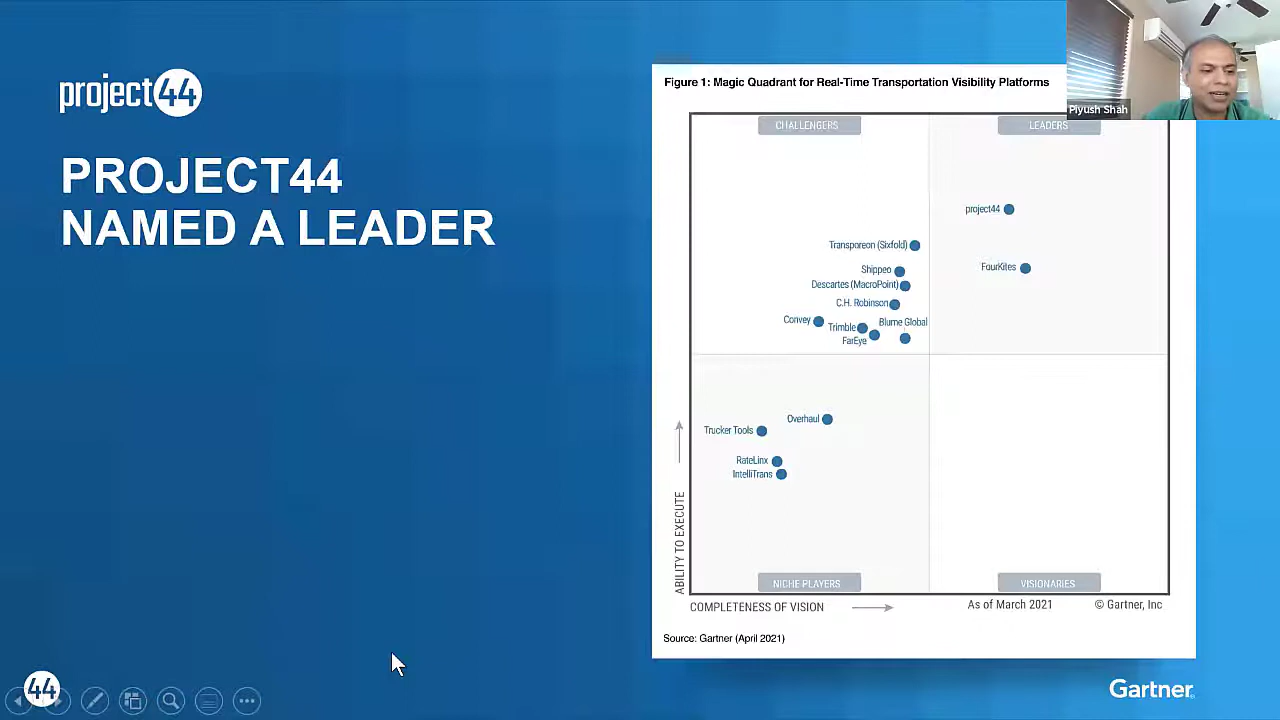 project44
PROJECT44
NAMED A LEADER
Figure 1: Magic Quadrant for Real-Time Transportation Visibility Platforms
Piyush Shah
CHALLENGERS
LEADERS
project44
Transporeon (Sixfold)
Shippeo
FourKites
Descartes (MacroPoint)
C.H. Robinson
Convey
Trimble
Blume Global
FarEye
Overhaul
Trucker Tools
RateLinx
IntelliTrans
ABILITY TO EXECUTE
NICHE PLAYERS
VISIONARIES
COMPLETENESS OF VISION
As of March 2021
© Gartner, Inc
Source: Gartner (April 2021)
44
Gartner